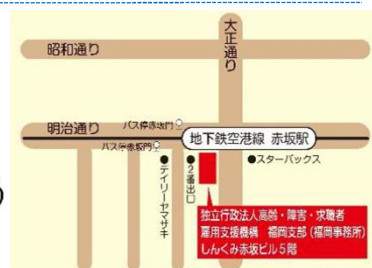 大正通り
昭和通り
明治通り
バス停赤坂門
地下鉄空港線 赤坂駅
バス停赤坂門
●デイリーヤマザキ
●2番出口
●スターバックス
独立行政法人高齢・障害・求職者
雇用支援機構 福岡支部(福岡事務所)
しんくみ赤坂ビル5階